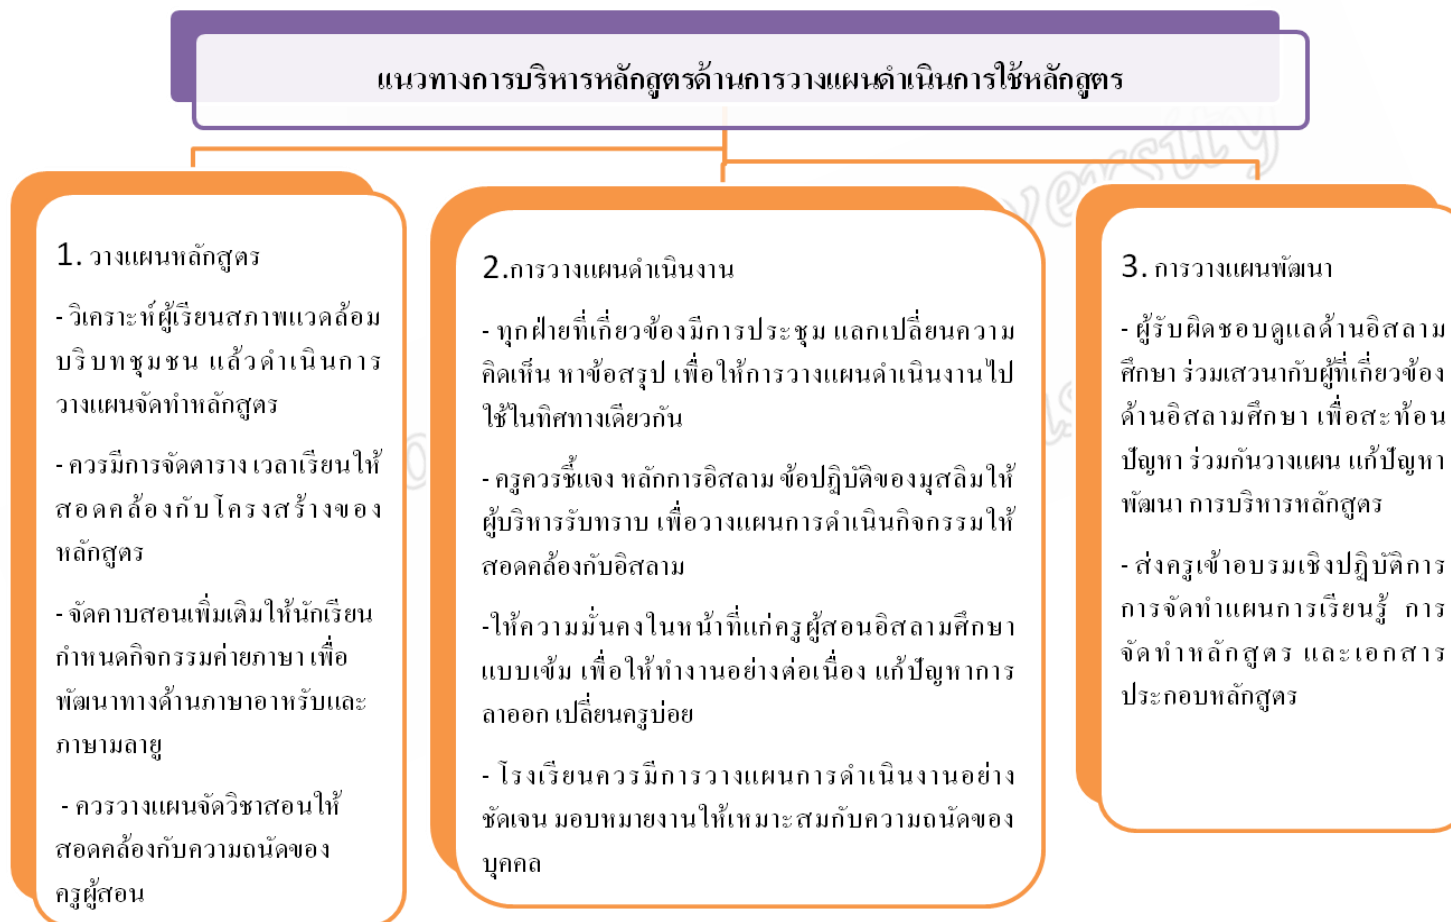 แนวทางการบริหารหลักสูตรด้านการวางแผนดำเนินการใช้หลักสูตร
1. วางแผนหลักสูตร
- วิเคราะห์ผู้เรียนสภาพแวดล้อม
บริบทชุมชน แล้วดำเนินการ
วางแผนจัดทำหลักสูตร
- ควรมีการจัดตาราง เวลาเรียนให้
สอดคล้องกับโครงสร้างของ
หลักสูตร
- จัดคาบสอนเพิ่มเติมให้นักเรียน
กำหนดกิจกรรมค่ายภาษา เพื่อ
พัฒนาทางด้านภาษาอาหรับและ
ภาษามลายู
- ควรวางแผนจัดวิชาสอนให้
สอดคล้องกับความถนัดของ
ครูผู้สอน
2.การวางแผนดำเนินงาน
- ทุกฝ่ายที่เกี่ยวข้องมีการประชุม แลกเปลี่ยนความ
คิดเห็น หาข้อสรุป เพื่อให้การวางแผนดำเนินงานไป
ใช้ในทิศทางเดียวกัน
- ครูควรชี้แจง หลักการอิสลาม ข้อปฏิบัติของมุสลิมให้
ผู้บริหารรับทราบ เพื่อวางแผนการดำเนินกิจกรรมให้
สอดคล้องกับอิสลาม
-ให้ความมั่นคงในหน้าที่แก่ครูผู้สอนอิสลามศึกษา
แบบเข้ม เพื่อให้ทำงานอย่างต่อเนื่อง แก้ปัญหาการ
ลาออก เปลี่ยนครูบ่อย
- โรงเรียนควรมีการวางแผนการดำเนินงานอย่าง
ชัดเจน มอบหมายงานให้เหมาะสมกับความถนัดของ
บุคคล
3. การวางแผนพัฒนา
- ผู้รับผิดชอบดูแลด้านอิสลาม
ศึกษา ร่วมเสวนากับผู้ที่เกี่ยวข้อง
ด้านอิสลามศึกษา เพื่อสะท้อน
ปัญหา ร่วมกันวางแผน แก้ปัญหา
พัฒนา การบริหารหลักสูตร
- ส่งครูเข้าอบรมเชิงปฏิบัติการ
การจัดทำแผนการเรียนรู้ การ
จัดทำหลักสูตร และเอกสาร
ประกอบหลักสูตร